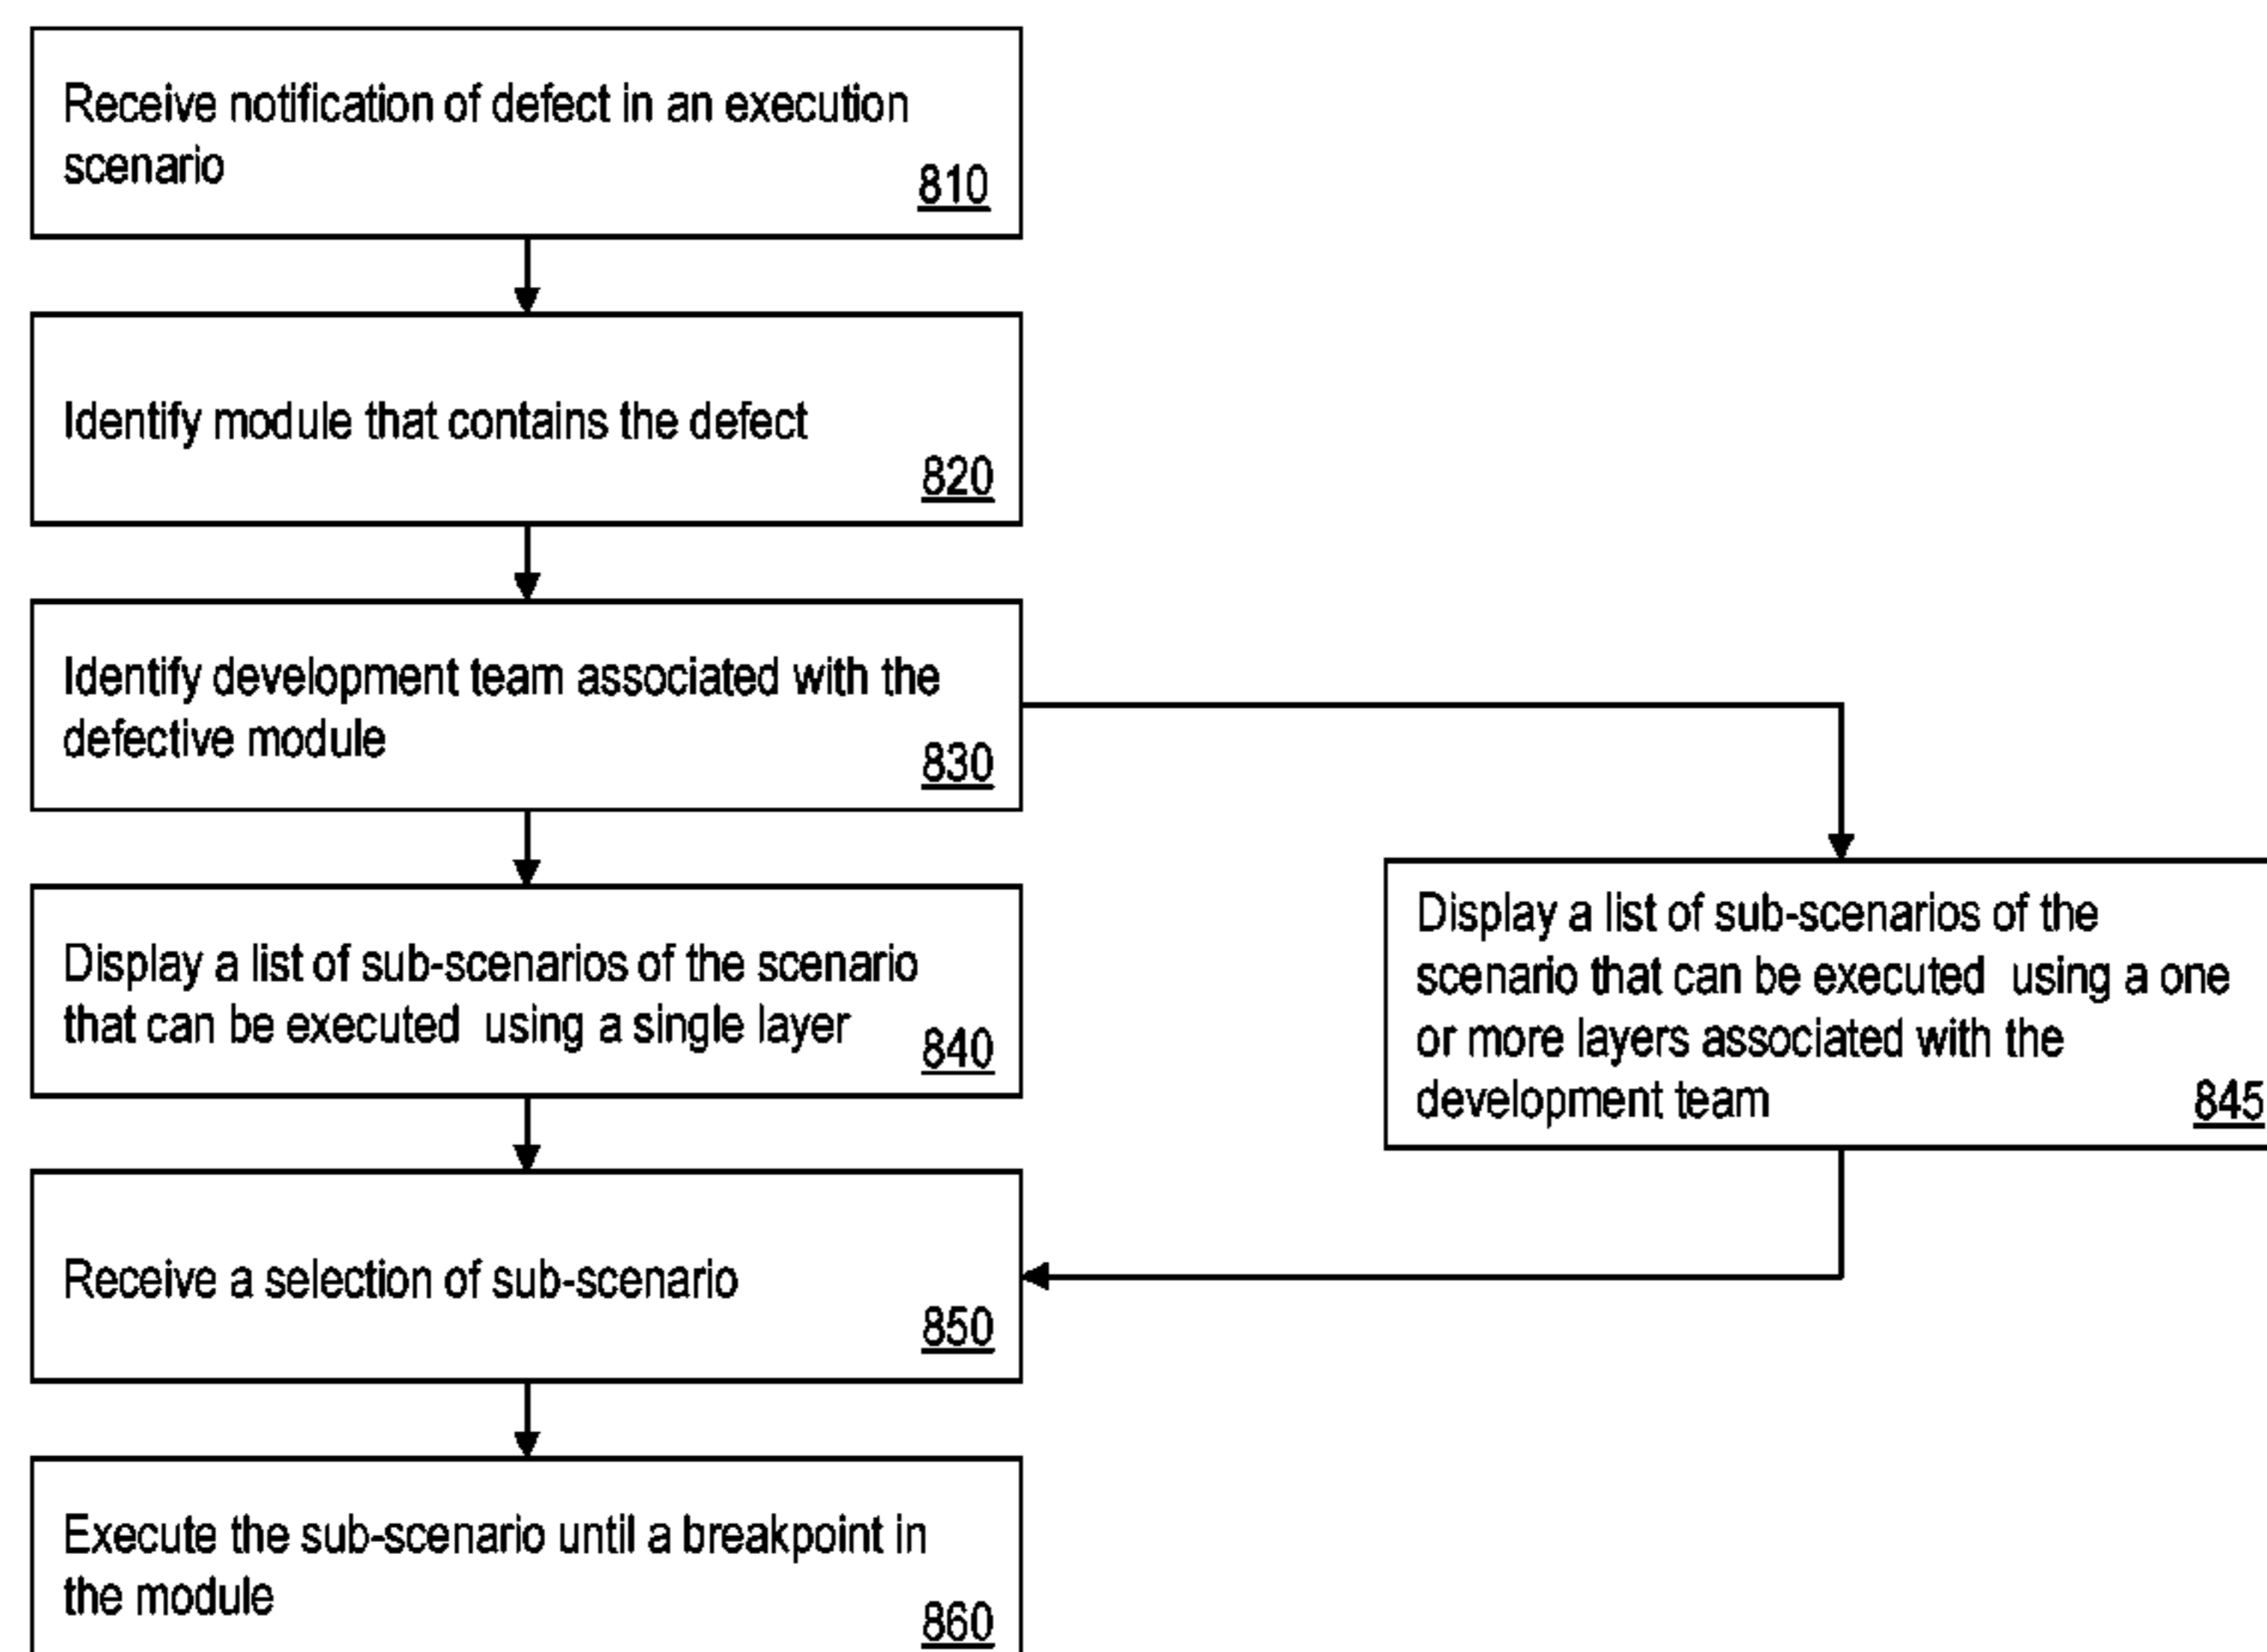 Receive notification of defect in an execution
scenario
810
Identify module that contains the defect
820
Identify development team associated with the
defective module
830
Display a list of sub-scenarios of the scenario
that can be executed using a single layer
840
Display a list of sub-scenarios of the
scenario that can be executed using a one
or more layers associated with the
development team
845
Receive a selection of sub-scenario
850
Execute the sub-scenario until a breakpoint in
the module
860